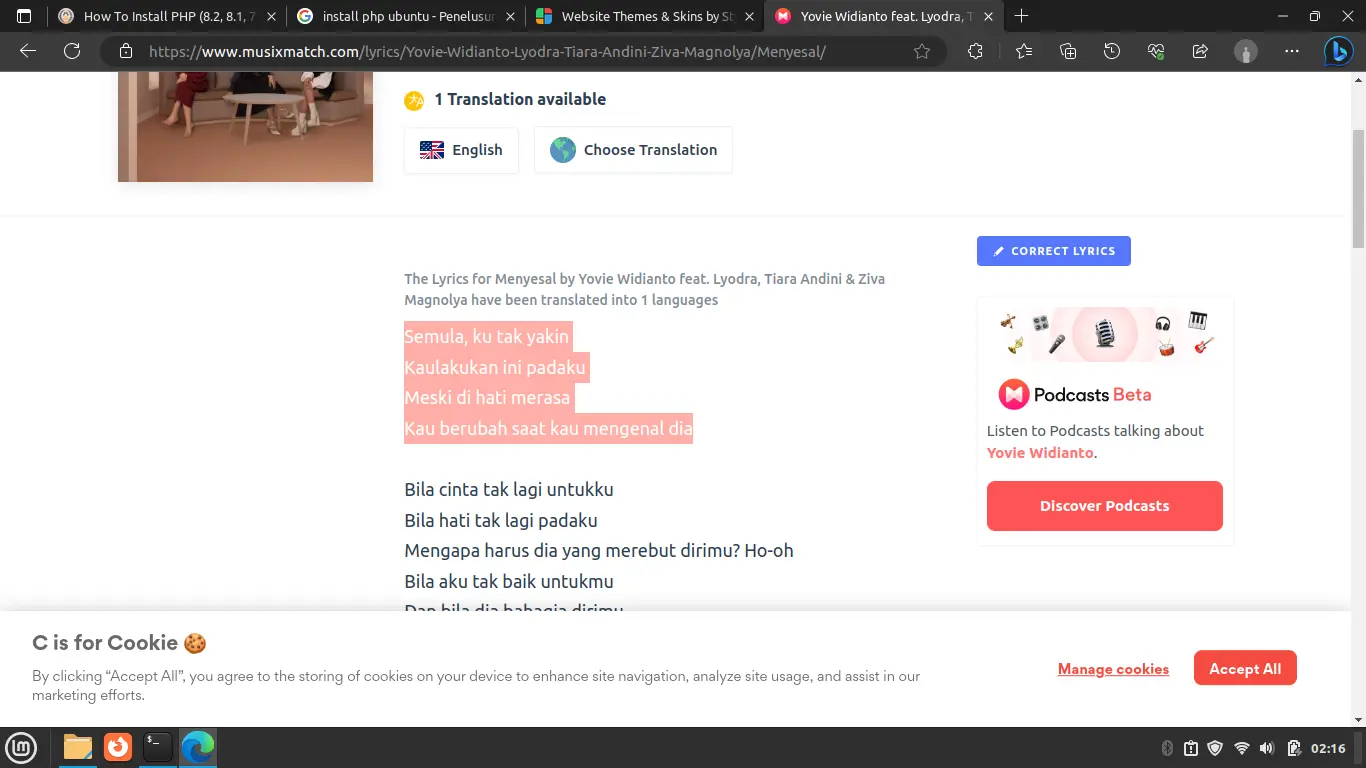 How To Install PHP (8.2, 8.1, 7
install php ubuntu - Penelusur
Website Themes & Skins by Sty
Yovie Widianto feat. Lyodra, T
https://www.musixmatch.com/lyrics/Yovie-Widianto-Lyodra-Tiara-Andini-Ziva-Magnolya/Menyesal/
1 Translation available
English
Choose Translation
CORRECT LYRICS
The Lyrics for Menyesal by Yovie Widianto feat. Lyodra, Tiara Andini & Ziva
Magnolya have been translated into 1 languages
Semula, ku tak yakin
Kaulakukan ini padaku
Meski di hati merasa
Kau berubah saat kau mengenal dia
Bila cinta tak lagi untukku
Bila hati tak lagi padaku
Mengapa harus dia yang merebut dirimu? Ho-oh
Bila aku tak baik untukmu
Dan bila dia bahagia dirimu
Podcasts Beta
Listen to Podcasts talking about
Yovie Widianto.
Discover Podcasts
C is for Cookie 🍪
By clicking “Accept All”, you agree to the storing of cookies on your device to enhance site navigation, analyze site usage, and assist in our
marketing efforts.
Manage cookies
Accept All
02:16